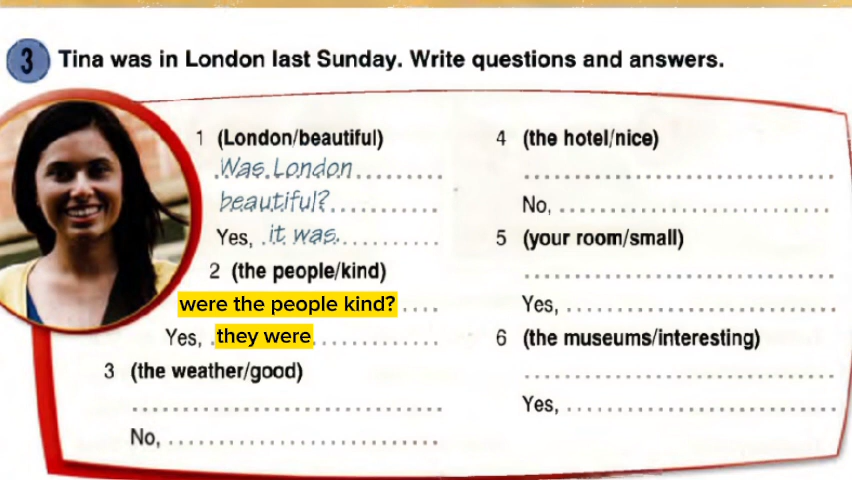 3 Tina was in London last Sunday. Write questions and answers.
1 (London/beautiful)
Was London
beautiful?
Yes, it was.
2 (the people/kind)
were the people kind?
Yes, they were
3 (the weather/good)
No,
4 (the hotel/nice)
No,
5 (your room/small)
Yes,
6 (the museums/interesting)
Yes,